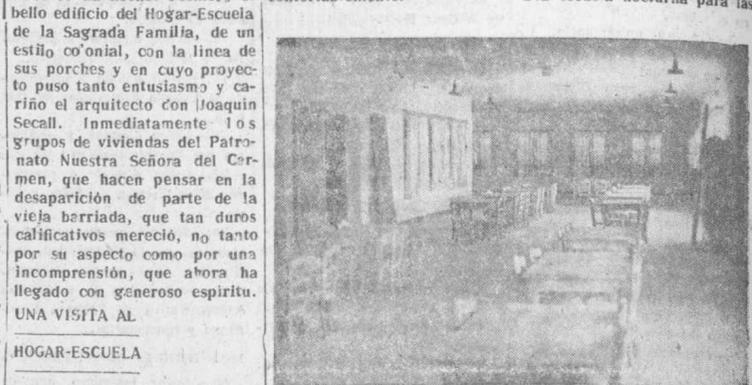 bello edificio del Hogar-Escuela
de la Sagrada Familia, de un
estilo co'onial, con la linea de
sus porches y en cuyo proyec-
to puso tanto entusiasmo y ca-
riño el arquitecto don Joaquin
Secall. Inmediatamente los
grupos de viviendas del Patro-
nato Nuestra Señora del Car-
men, que hacen pensar en la
desaparición de parte de la
vieja barriada, que tan duros
calificativos mereció, no tanto
por su aspecto como por una
incomprensión, que ahora ha
llegado con generoso espiritu.
UNA VISITA AL
HOGAR-ESCUELA
nocturna para las